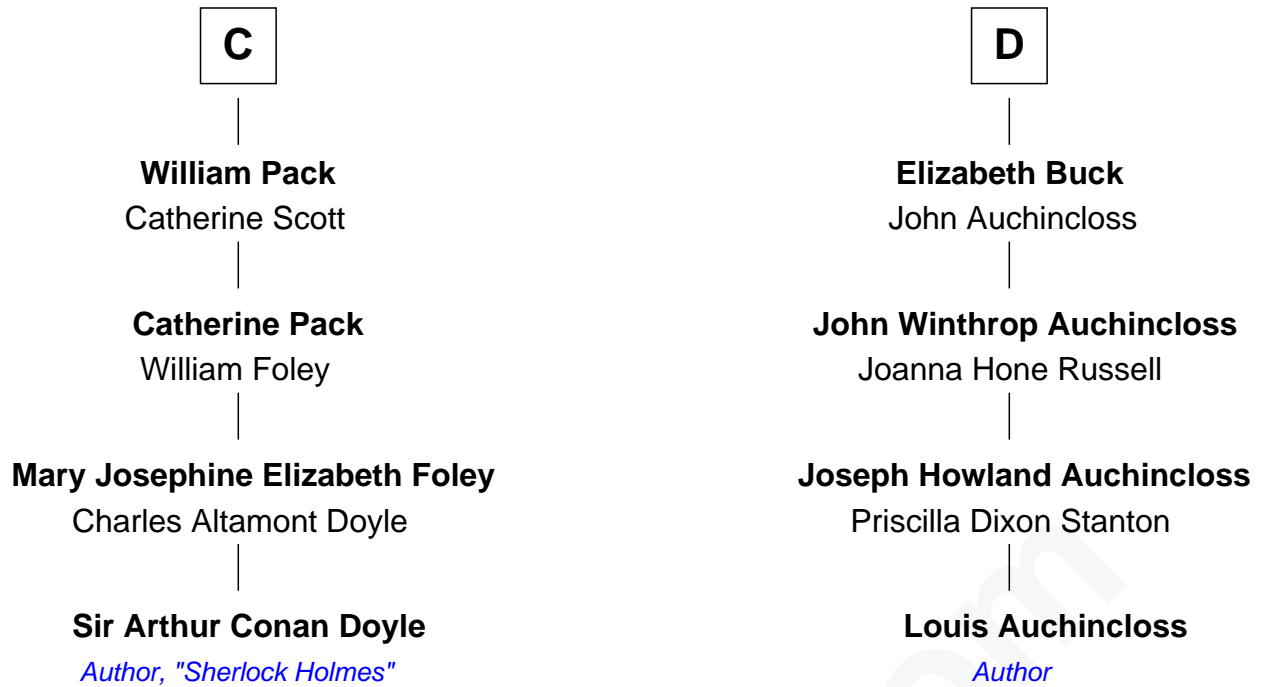 C
William Pack
Catherine Scott
Catherine Pack
William Foley
Mary Josephine Elizabeth Foley
Charles Altamont Doyle
Sir Arthur Conan Doyle
Author, "Sherlock Holmes"
D
Elizabeth Buck
John Auchincloss
John Winthrop Auchincloss
Joanna Hone Russell
Joseph Howland Auchincloss
Priscilla Dixon Stanton
Louis Auchincloss
Author